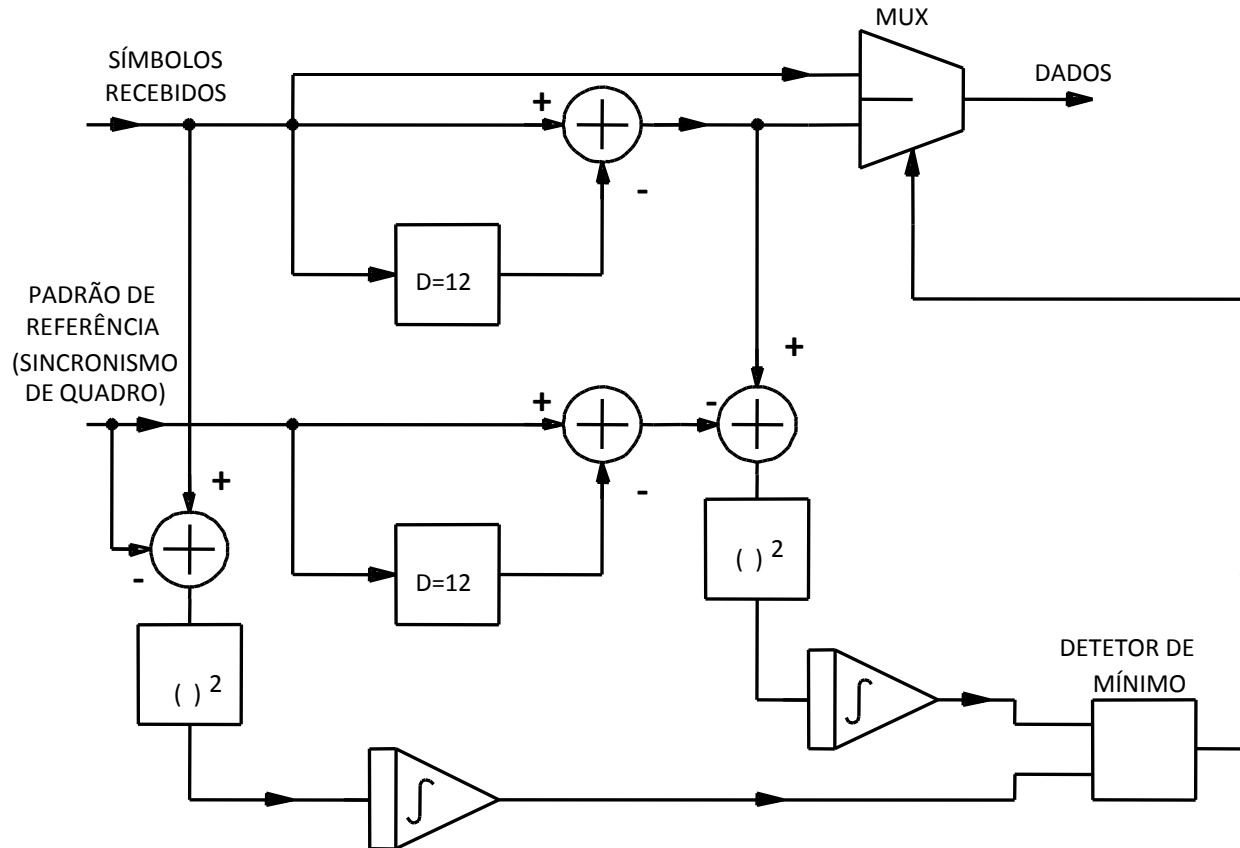 MUX
SÍMBOLOS
RECEBIDOS
DADOS
+
-
D=12
PADRÃO DE
REFERÊNCIA
(SINCRONISMO
DE QUADRO)
+
-
+
-
D=12
+
-
( ) 2
( ) 2
∫
∫
DETETOR DE
MÍNIMO